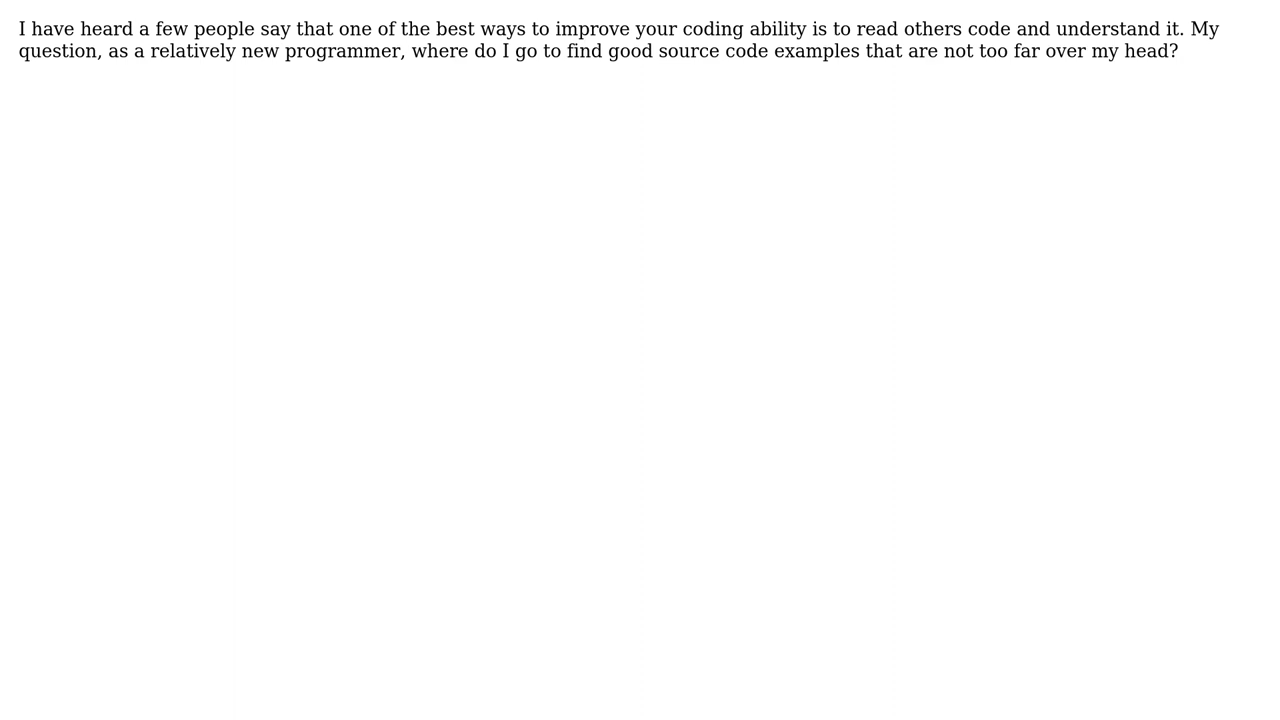 I have heard a few people say that one of the best ways to improve your coding ability is to read others code and understand it. My
question, as a relatively new programmer, where do I go to find good source code examples that are not too far over my head?